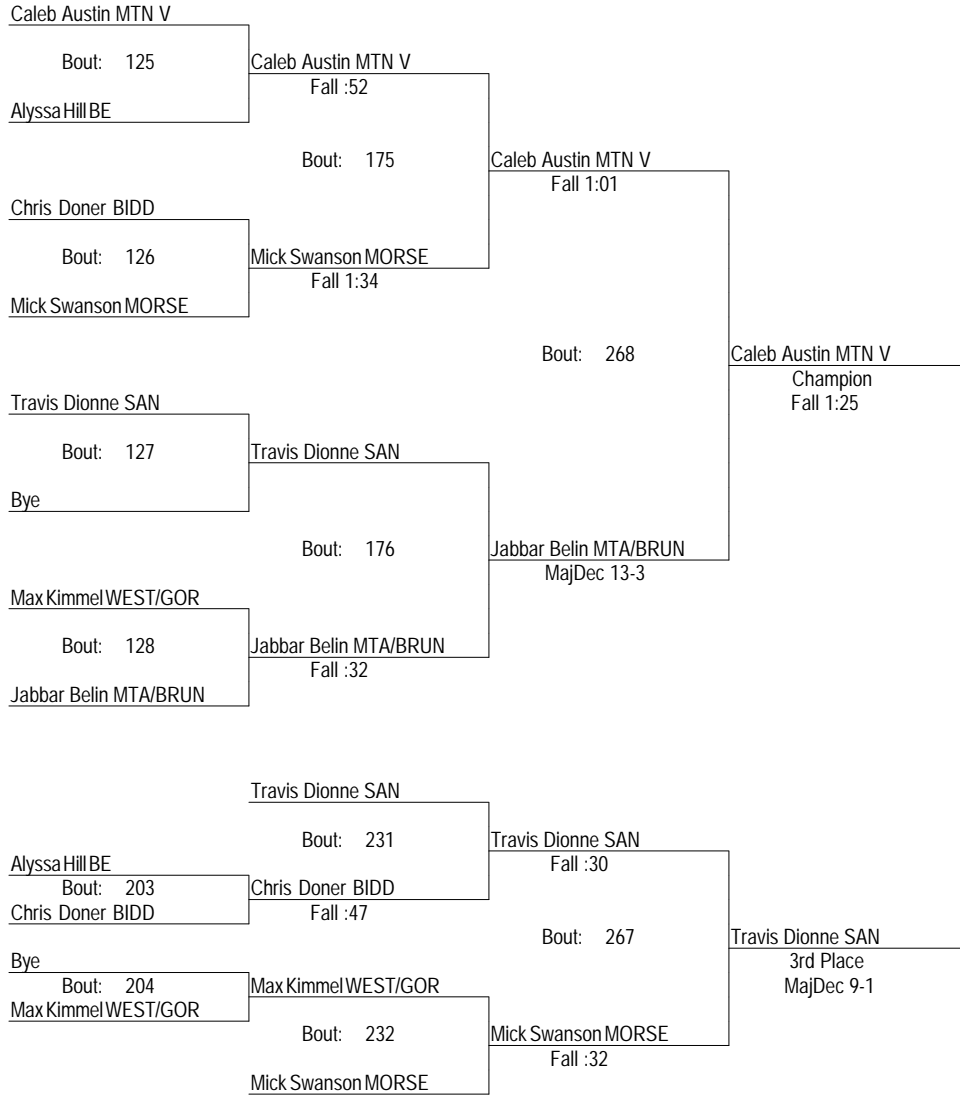 Caleb Austin MTN V
Bout: 125
Caleb Austin MTN V
Fall :52
Alyssa Hill BE
Bout: 175
Caleb Austin MTN V
Fall 1:01
Chris Doner BIDD
Bout: 126
Mick Swanson MORSE
Fall 1:34
Mick Swanson MORSE
Bout: 268
Caleb Austin MTN V
Champion
Fall 1:25
Travis Dionne SAN
Bout: 127
Travis Dionne SAN
Bye
Bout: 176
Jabbar Belin MTA/BRUN
MajDec 13-3
Max Kimmel WEST/GOR
Bout: 128
Jabbar Belin MTA/BRUN
Fall :32
Jabbar Belin MTA/BRUN
Travis Dionne SAN
Bout: 231
Travis Dionne SAN
Fall :30
Alyssa Hill BE
Bout: 203
Chris Doner BIDD
Chris Doner BIDD
Fall :47
Bout: 267
Travis Dionne SAN
3rd Place
MajDec 9-1
Bye
Bout: 204
Max Kimmel WEST/GOR
Max Kimmel WEST/GOR
Bout: 232
Mick Swanson MORSE
Fall :32
Mick Swanson MORSE